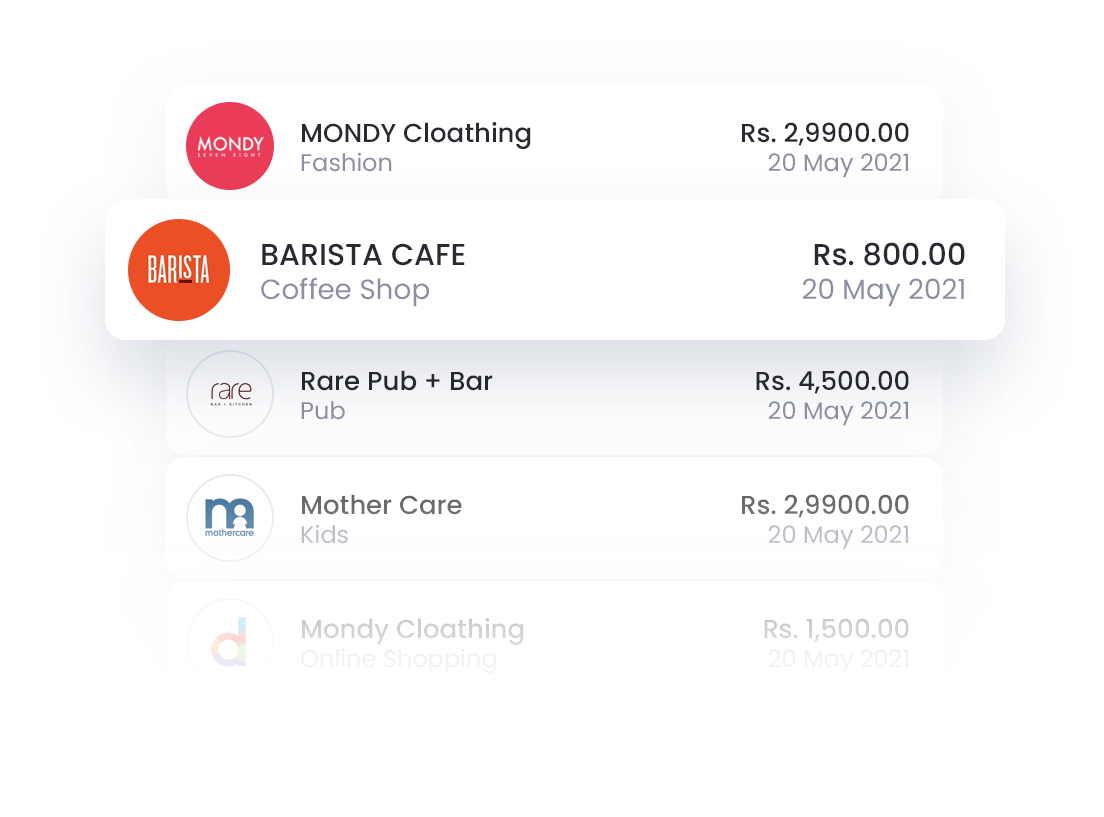 MONDY
SEVEN EIGHT
MONDY Cloathing
Rs. 2,9900.00
Fashion
20 May 2021
BARISTA
BARISTA CAFE
Rs. 800.00
Coffee Shop
20 May 2021
rare
BAR + KITCHEN
Rare Pub + Bar
Rs. 4,500.00
Pub
20 May 2021
m
mothercare
Mother Care
Rs. 2,9900.00
Kids
20 May 2021
d
Mondy Cloathing
Rs. 1,500.00
Online Shopping
20 May 2021